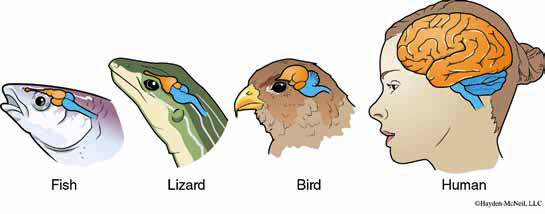 Fish
Lizard
Bird
Human
©Hayden-McNeil, LLC